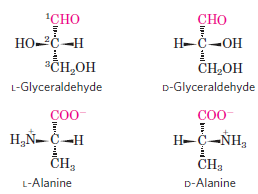 ¹CHO CHO
HO ²C H H C OH
³CH₂OH CH₂OH
L-Glyceraldehyde D-Glyceraldehyde
COO⁻ COO⁻
H₃N⁺ C H H C N⁺H₃
CH₃ CH₃
L-Alanine D-Alanine